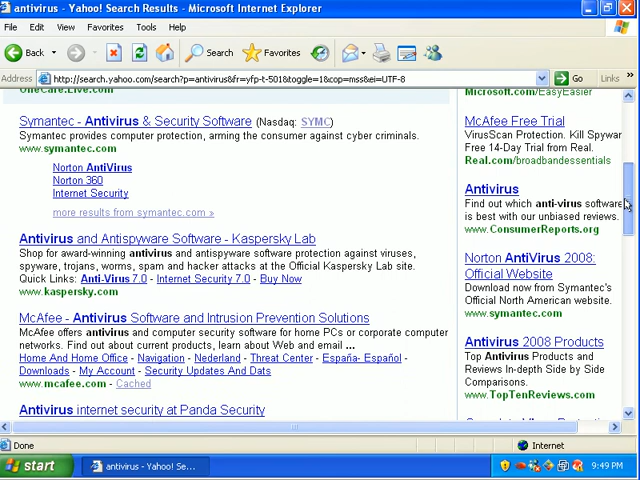 antivirus - Yahoo! Search Results - Microsoft Internet Explorer
File Edit View Favorites Tools Help
Back Search Favorites
Address http://search.yahoo.com/search?p=antivirus&fr=yfp-t-501&toggle=1&cop=mss&ei=UTF-8 Go Links »
OneCare.Live.com
Symantec - Antivirus & Security Software (Nasdaq: SYMC)
Symantec provides computer protection, arming the consumer against cyber criminals.
www.symantec.com
Norton AntiVirus
Norton 360
Internet Security
more results from symantec.com »
Antivirus and Antispyware Software - Kaspersky Lab
Shop for award-winning antivirus and antispyware software protection against viruses,
spyware, trojans, worms, spam and hacker attacks at the Official Kaspersky Lab site.
Quick Links: Anti-Virus 7.0 - Internet Security 7.0 - Buy Now
www.kaspersky.com
McAfee - Antivirus Software and Intrusion Prevention Solutions
McAfee offers antivirus and computer security software for home PCs or corporate computer
networks. Find out about current products, learn about Web and email ...
Home And Home Office - Navigation - Nederland - Threat Center - España- Español -
Downloads - My Account - Security Updates And Dats
www.mcafee.com - Cached
Antivirus internet security at Panda Security
Microsoft.com/EasyEasier
McAfee Free Trial
VirusScan Protection. Kill Spywar
Free 14-Day Trial from Real.
Real.com/broadbandessentials
Antivirus
Find out which anti-virus software
is best with our unbiased reviews.
www.ConsumerReports.org
Norton AntiVirus 2008:
Official Website
Download now from Symantec's
Official North American website.
www.symantec.com
Antivirus 2008 Products
Top Antivirus Products and
Reviews In-depth Side by Side
Comparisons.
www.TopTenReviews.com
Done Internet
start antivirus - Yahoo! Se... 9:49 PM